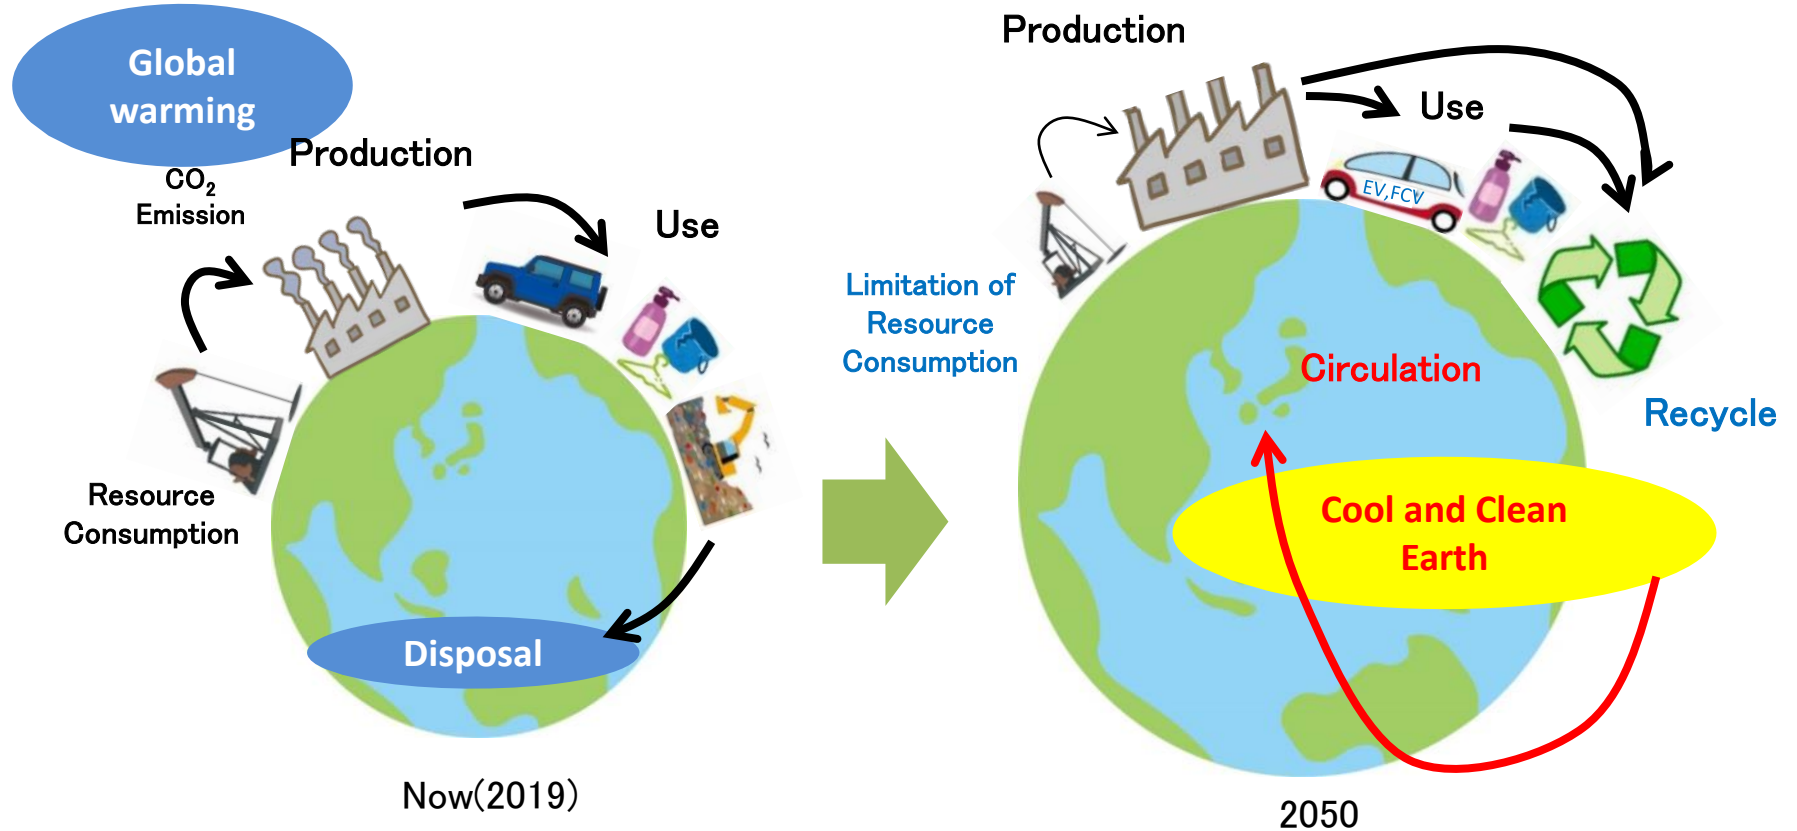 Global
warming
Production
CO₂
Emission
Use
Resource
Consumption
Disposal
Now(2019)
Production
Use
EV,FCV
Limitation of
Resource
Consumption
Circulation
Recycle
Cool and Clean
Earth
2050